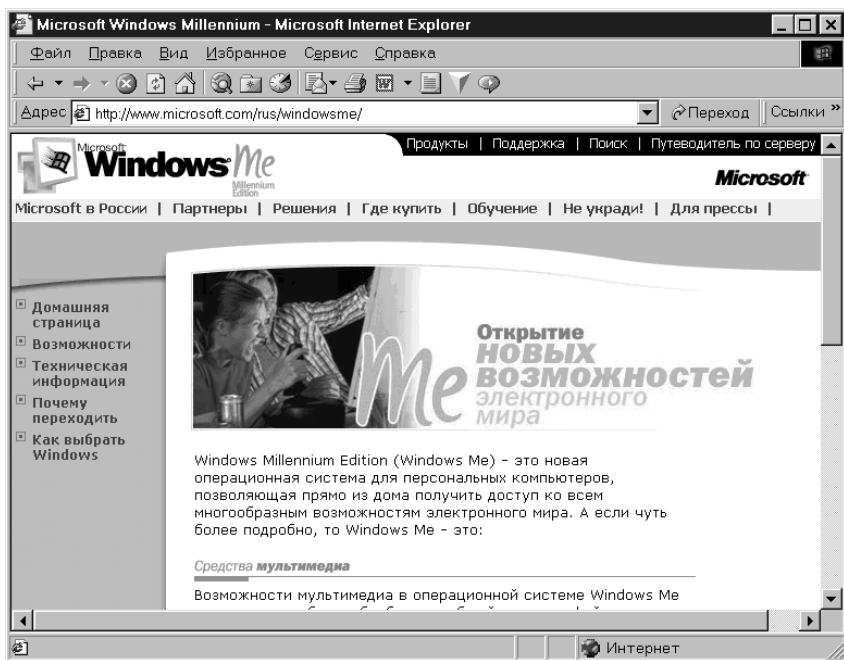 Microsoft Windows Millennium - Microsoft Internet Explorer
Файл Правка Вид Избранное Сервис Справка
Адрес http://www.microsoft.com/rus/windowsme/ Переход Ссылки »
Продукты | Поддержка | Поиск | Путеводитель по серверу
Microsoft
Windows Me
Millennium
Edition
Microsoft
Microsoft в России | Партнеры | Решения | Где купить | Обучение | Не укради! | Для прессы |
Домашняя
страница
Возможности
Техническая
информация
Почему
переходить
Как выбрать
Windows
Me
Открытие
НОВЫХ
ВОЗМОЖНОСТЕЙ
электронного
мира
Windows Millennium Edition (Windows Me) - это новая
операционная система для персональных компьютеров,
позволяющая прямо из дома получить доступ ко всем
многообразным возможностям электронного мира. А если чуть
более подробно, то Windows Me - это:
Средства мультимедиа
Возможности мультимедиа в операционной системе Windows Me
Интернет